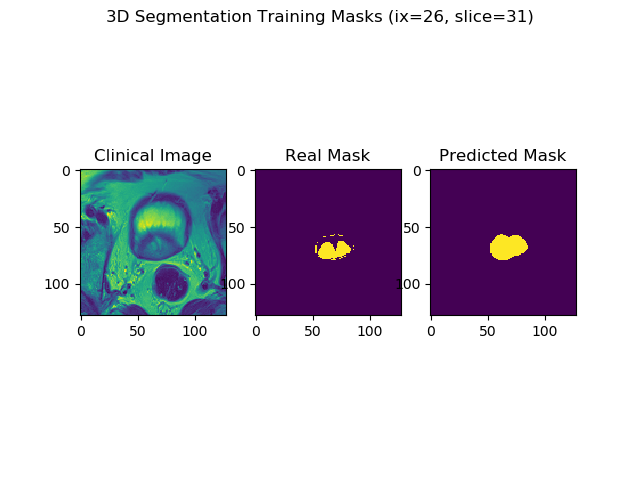 3D Segmentation Training Masks (ix=26, slice=31)
Clinical Image Real Mask Predicted Mask
0 0 0
50 50 50
100 100 100
0 50 100 0 50 100 0 50 100